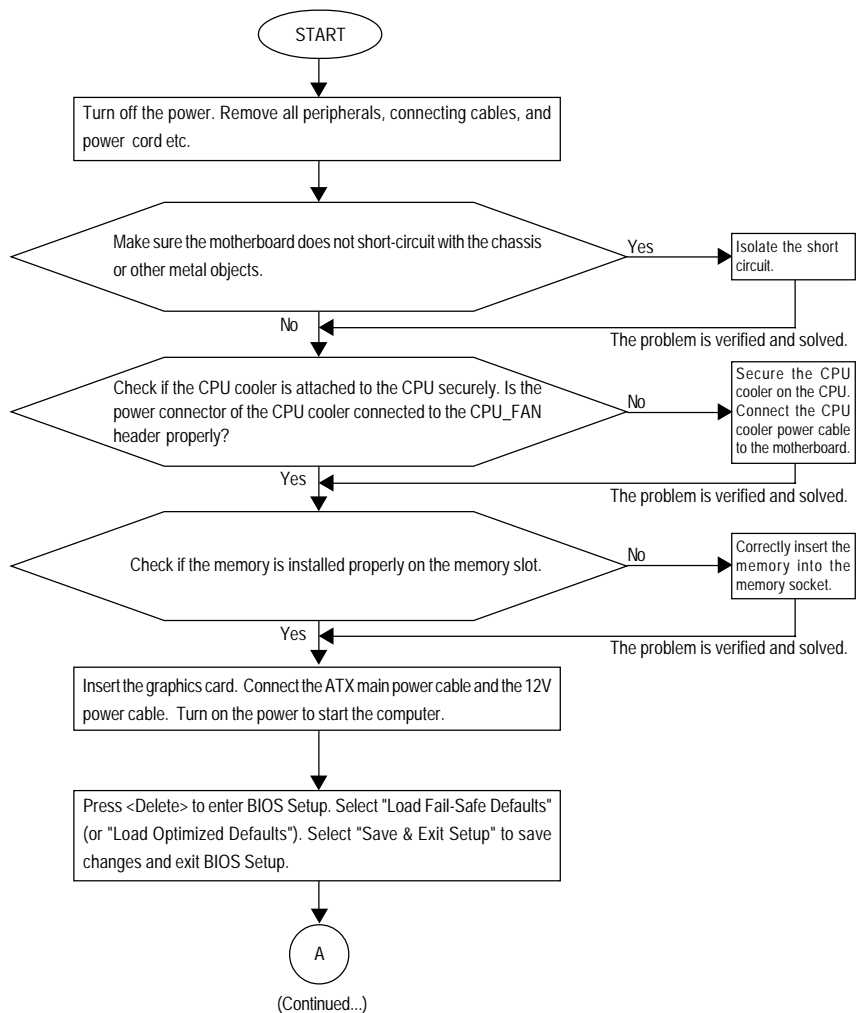 START
Turn off the power. Remove all peripherals, connecting cables, and
power cord etc.
Make sure the motherboard does not short-circuit with the chassis
or other metal objects.
Yes
Isolate the short
circuit.
No
The problem is verified and solved.
Check if the CPU cooler is attached to the CPU securely. Is the
power connector of the CPU cooler connected to the CPU_FAN
header properly?
No
Secure the CPU
cooler on the CPU.
Connect the CPU
cooler power cable
to the motherboard.
Yes
The problem is verified and solved.
Check if the memory is installed properly on the memory slot.
No
Correctly insert the
memory into the
memory socket.
Yes
The problem is verified and solved.
Insert the graphics card. Connect the ATX main power cable and the 12V
power cable. Turn on the power to start the computer.
Press <Delete> to enter BIOS Setup. Select "Load Fail-Safe Defaults"
(or "Load Optimized Defaults"). Select "Save & Exit Setup" to save
changes and exit BIOS Setup.
A
(Continued...)